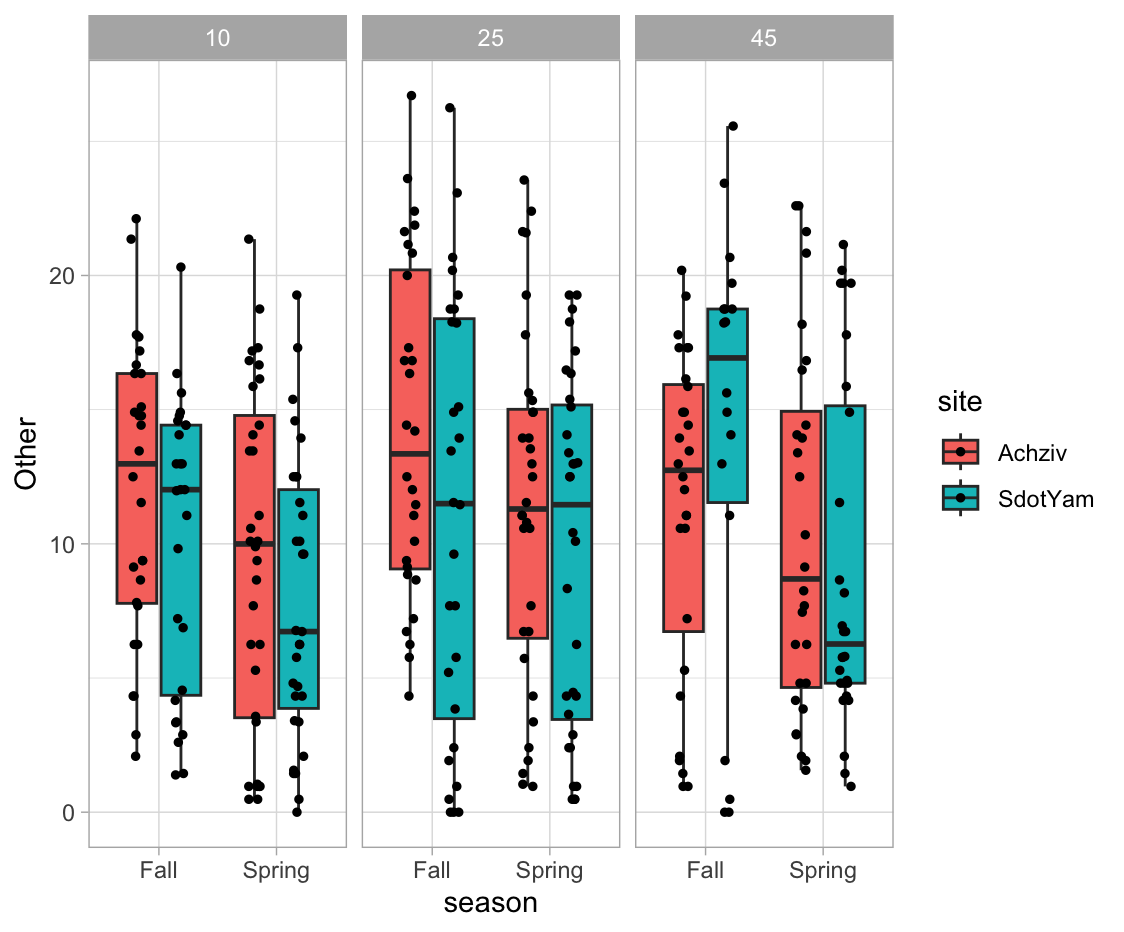 10 25 45
Other
20
10
0
Fall Spring Fall Spring Fall Spring
season
site
Achziv
SdotYam